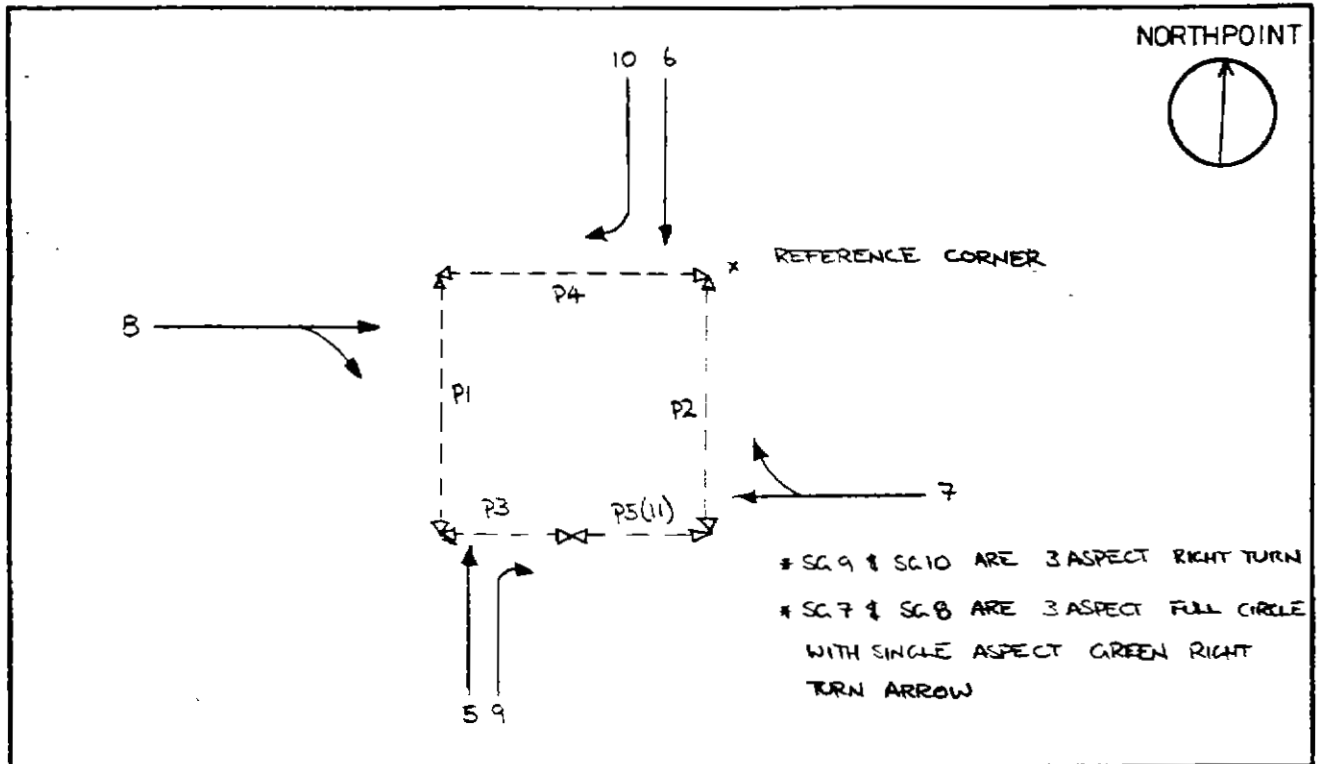 NORTHPOINT
10 6
* REFERENCE CORNER
P4
8
P1
P2
7
P3
P5(11)
* SG 9 & SG 10 ARE 3 ASPECT RIGHT TURN
* SG 7 & SG 8 ARE 3 ASPECT FULL CIRCLE
WITH SINGLE ASPECT GREEN RIGHT
TURN ARROW
5 9